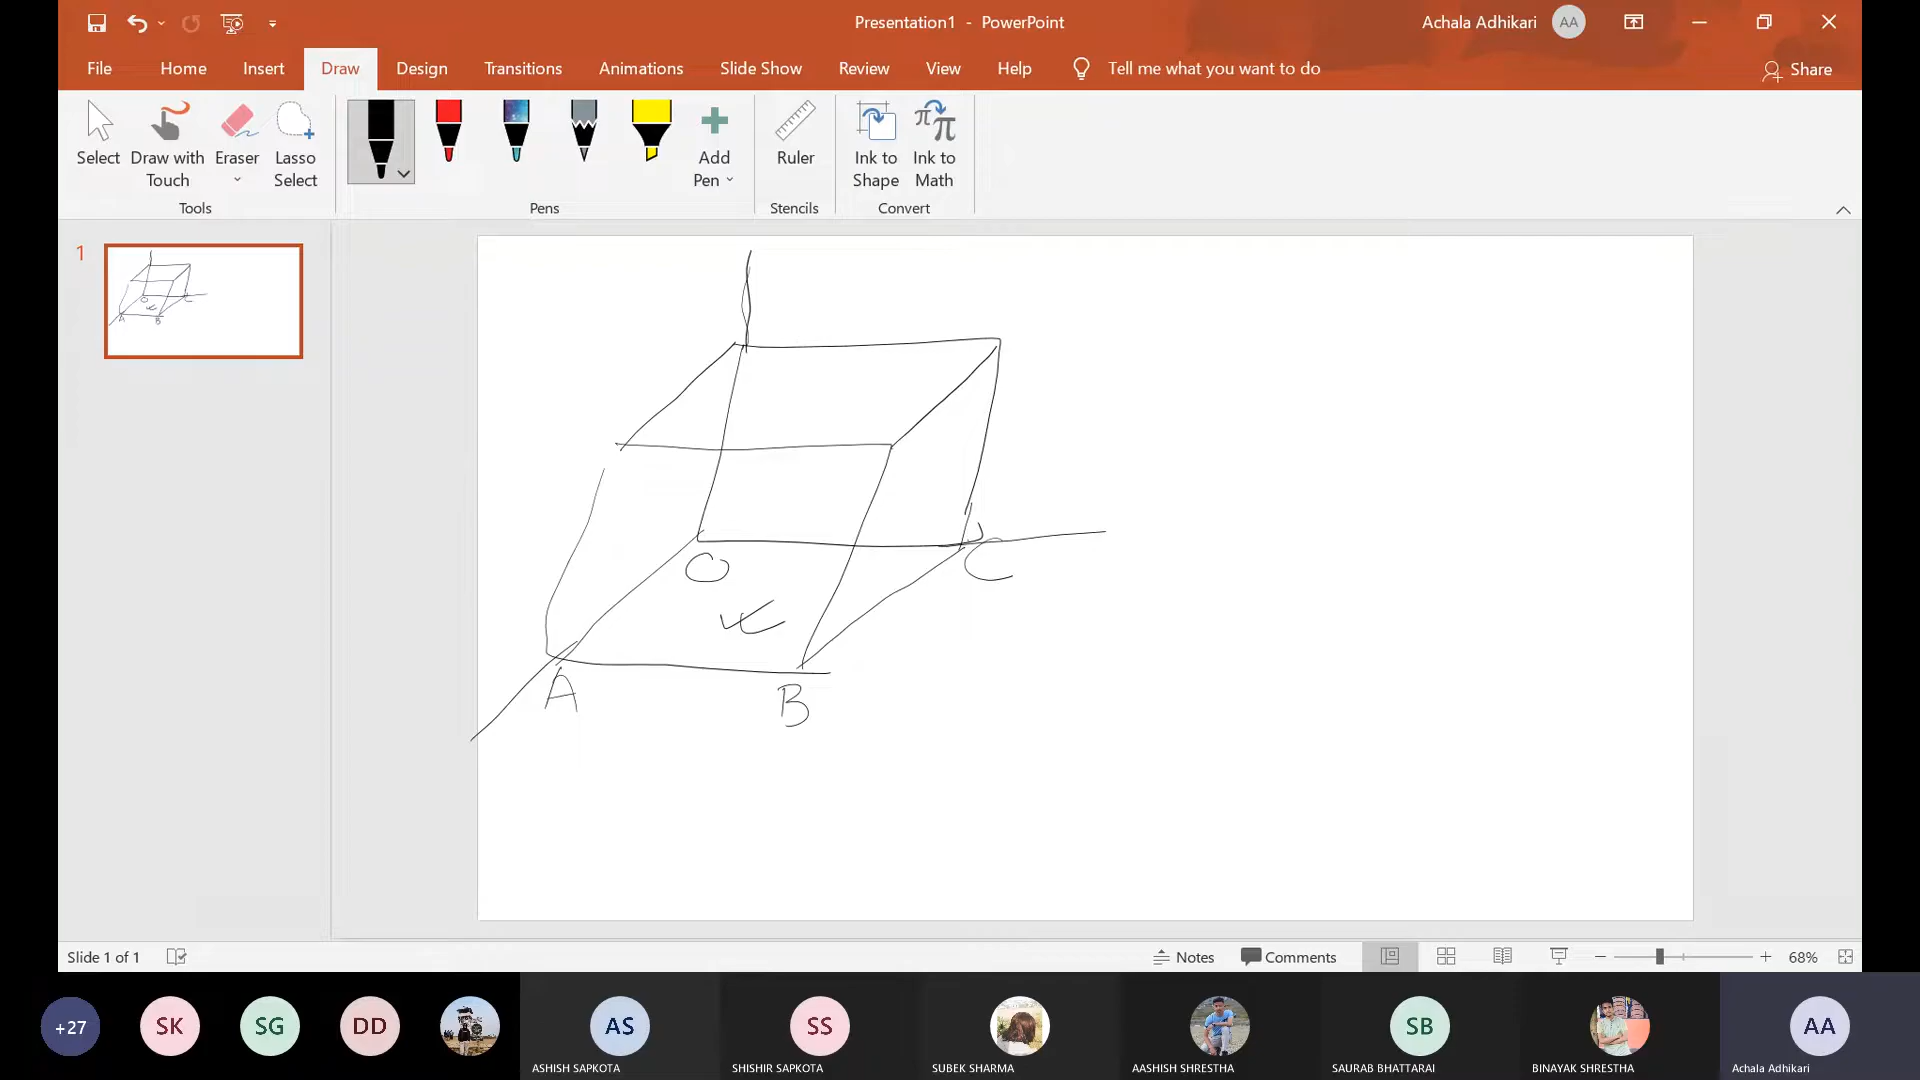 Presentation1 - PowerPoint
Achala Adhikari
AA
File Home Insert Draw Design Transitions Animations Slide Show Review View Help Tell me what you want to do
Share
Select
Draw with Touch
Eraser
Lasso Select
Add Pen
Ruler
Ink to Shape
Ink to Math
Tools
Pens
Stencils
Convert
1
O
C
A
B
Slide 1 of 1
Notes
Comments
68%
+27
SK
SG
DD
AS
SS
SB
AA
ASHISH SAPKOTA
SHISHIR SAPKOTA
SUBEK SHARMA
AASHISH SHRESTHA
SAURAB BHATTARAI
BINAYAK SHRESTHA
Achala Adhikari